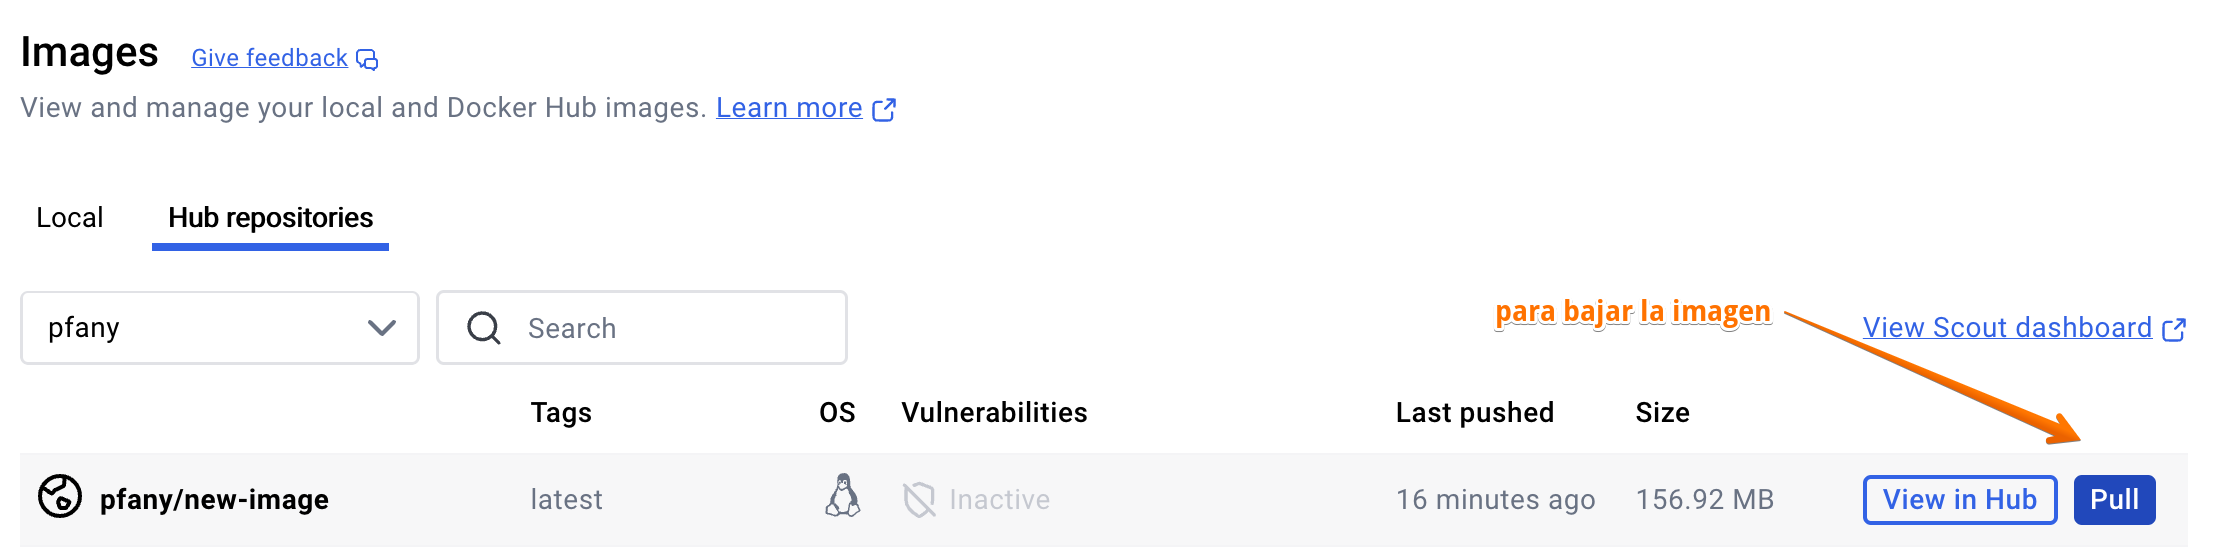 Images Give feedback
View and manage your local and Docker Hub images. Learn more
Local Hub repositories
para bajar la imagen
pfany Search View Scout dashboard
Tags OS Vulnerabilities Last pushed Size
pfany/new-image latest Inactive 16 minutes ago 156.92 MB View in Hub Pull